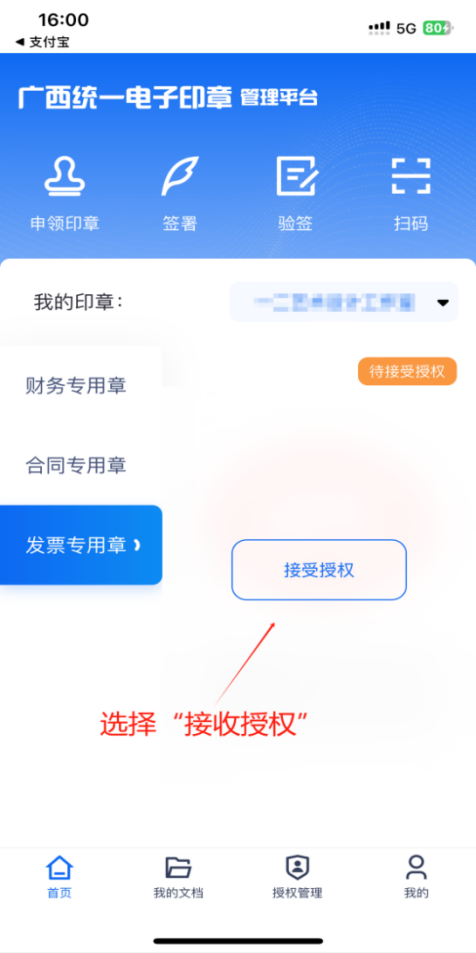 16:00
5G 80
支付宝
广西统一电子印章 管理平台
申领印章 签署 验签 扫码
我的印章：
待接受授权
财务专用章
合同专用章
发票专用章
接受授权
选择“接收授权”
首页 我的文档 授权管理 我的